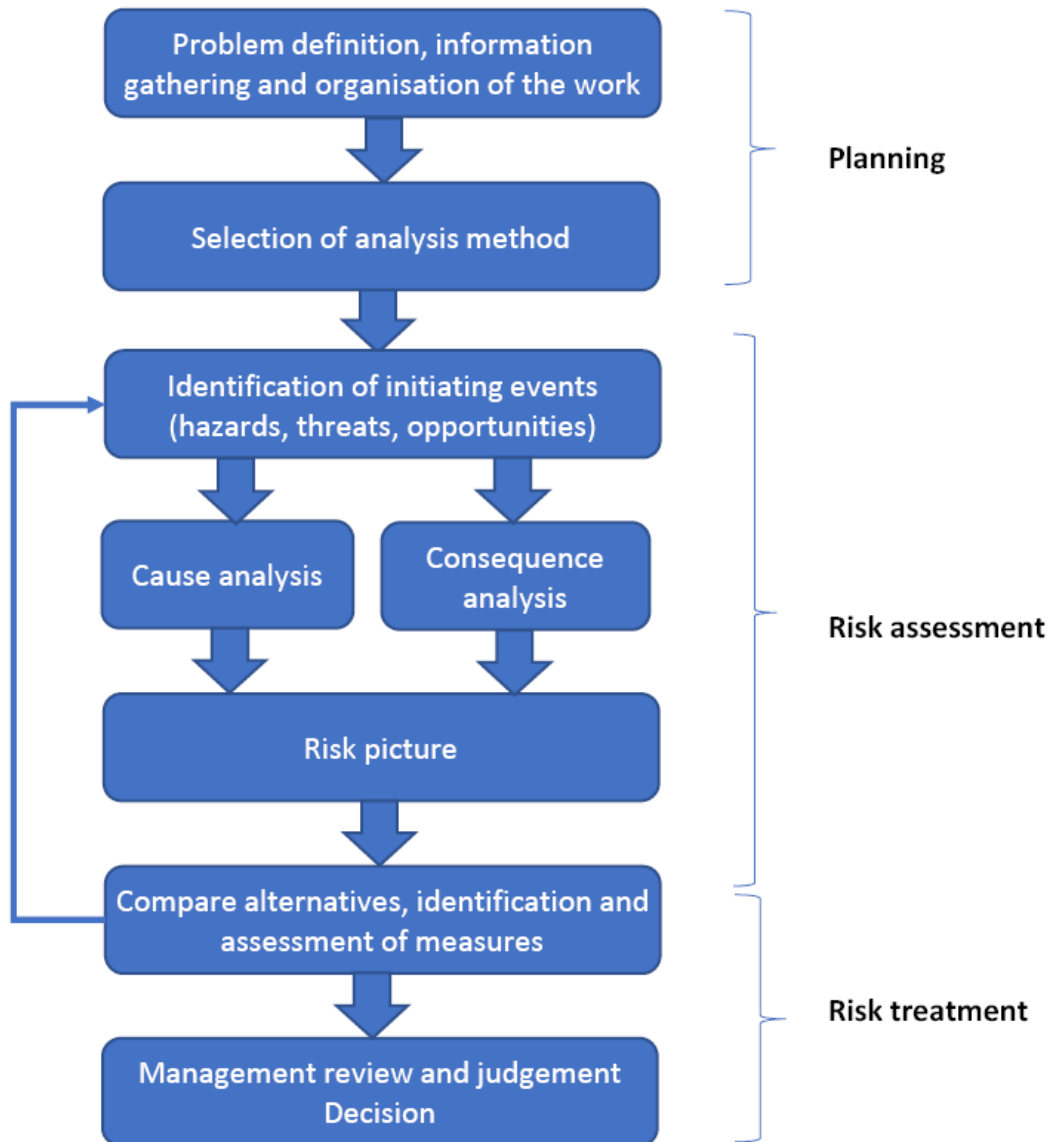 Problem definition, information
gathering and organisation of the work
Planning
Selection of analysis method
Identification of initiating events
(hazards, threats, opportunities)
Cause analysis
Consequence
analysis
Risk assessment
Risk picture
Compare alternatives, identification and
assessment of measures
Risk treatment
Management review and judgement
Decision